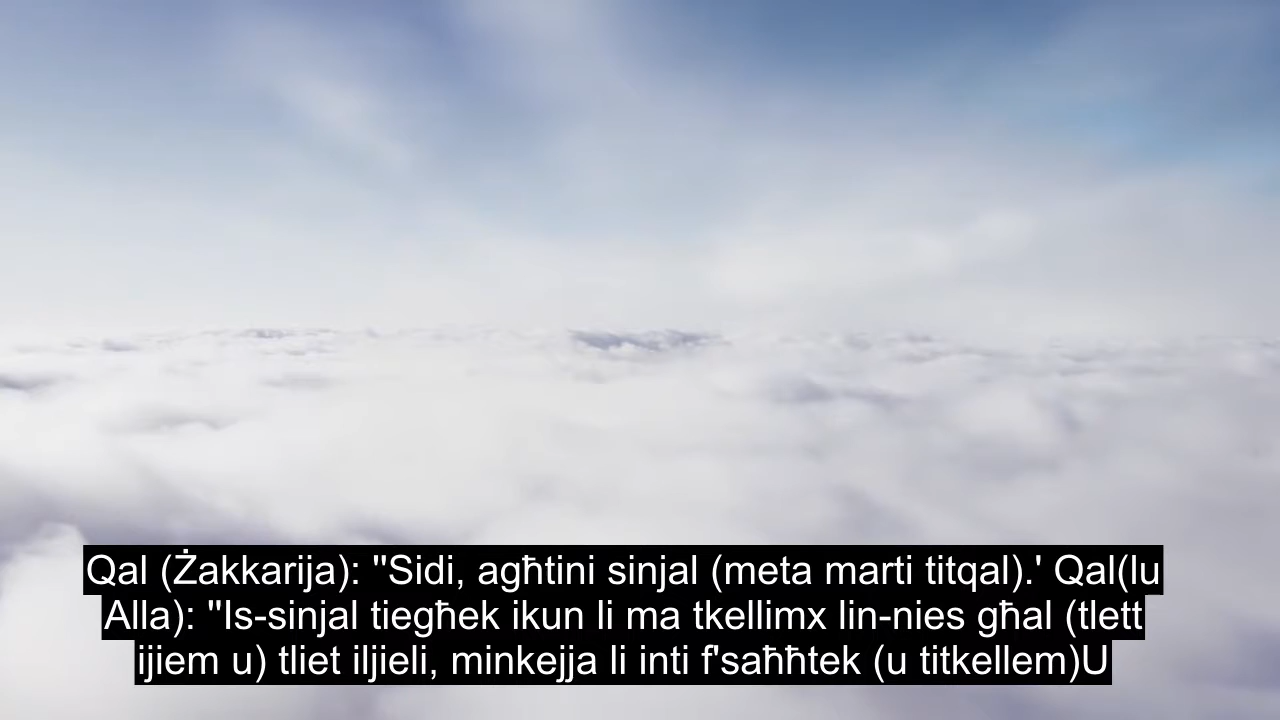 Qal (Żakkarija): "Sidi, agħtini sinjal (meta marti titqal).' Qal(lu
Alla): "Is-sinjal tiegħek ikun li ma tkellimx lin-nies għal (tlett
ijiem u) tliet iljieli, minkejja li inti f'saħħtek (u titkellem)U